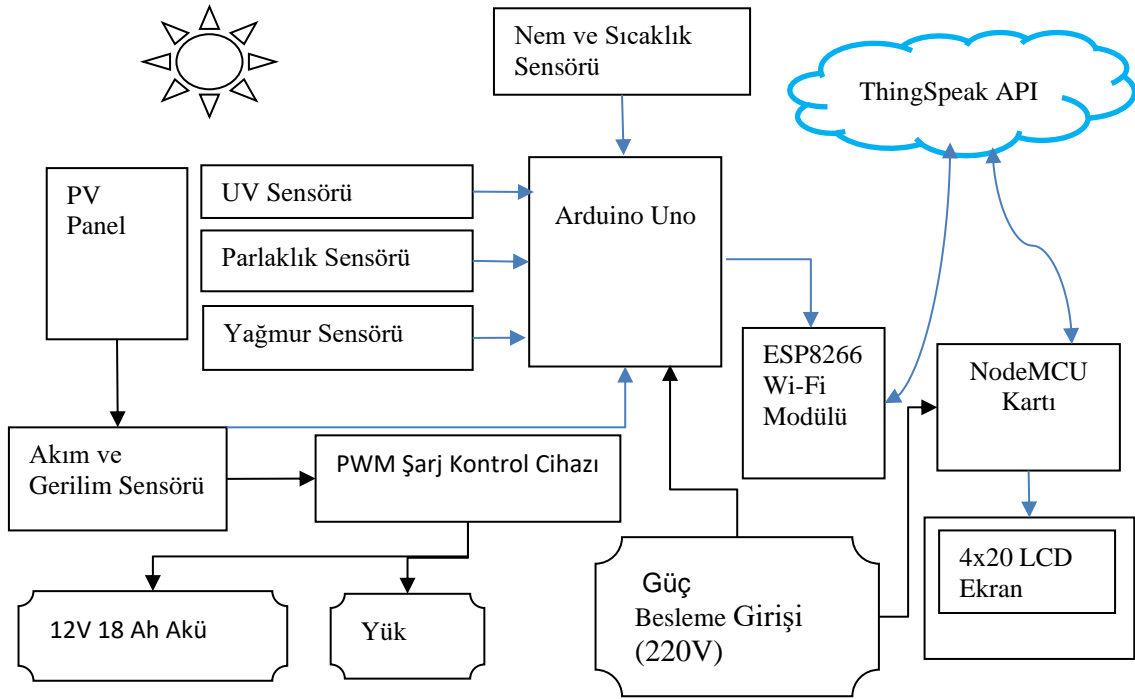 Nem ve Sıcaklık
Sensörü
ThingSpeak API
PV
Panel
UV Sensörü
Parlaklık Sensörü
Yağmur Sensörü
Arduino Uno
ESP8266
Wi-Fi
Modülü
NodeMCU
Kartı
Akım ve
Gerilim Sensörü
PWM Şarj Kontrol Cihazı
12V 18 Ah Akü
Yük
Güç
Besleme Girişi
(220V)
4x20 LCD
Ekran